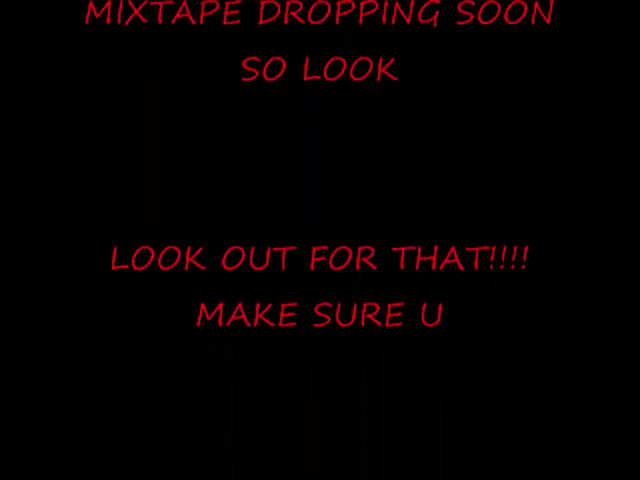 MIXTAPE DROPPING SOON
SO LOOK
LOOK OUT FOR THAT!!!!
MAKE SURE U